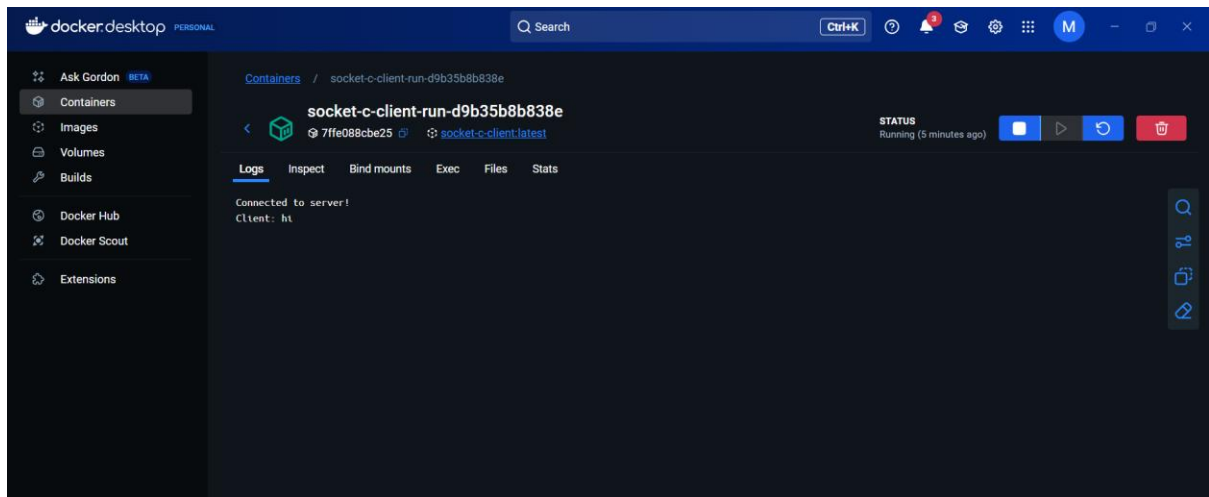 docker.desktop PERSONAL
Search
Ctrl+K
3
M
Ask Gordon BETA
Containers
Images
Volumes
Builds
Docker Hub
Docker Scout
Extensions
Containers / socket-c-client-run-d9b35b8b838e
socket-c-client-run-d9b35b8b838e
7ffe088cbe25 socket-c-client:latest
STATUS
Running (5 minutes ago)
Logs Inspect Bind mounts Exec Files Stats
Connected to server!
Client: hi